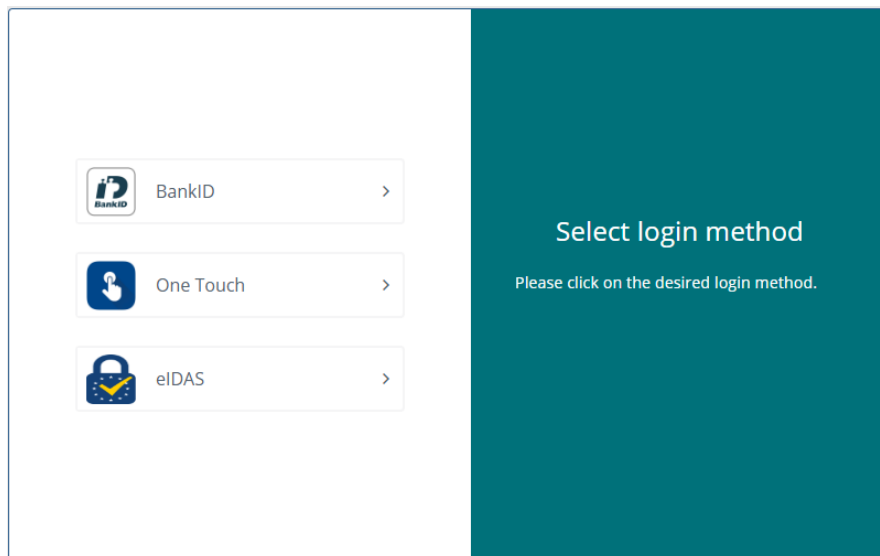 BankID
BankID
One Touch
eIDAS
Select login method
Please click on the desired login method.